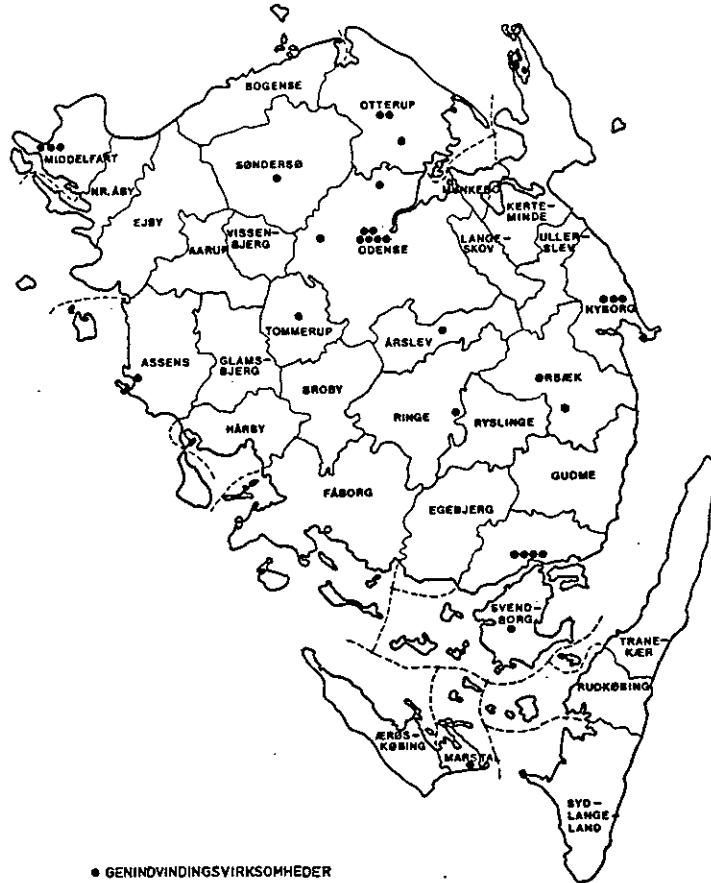 BOGENSE
OTTERUP
MIDDELFART
SØNDERSØ
NR.ÅBY
MUNKEBO
KERTE-
MINDE
EJBY
VISSEN-
BJERG
AARUP
ODENSE
LANGE-
SKOV
ULLER-
SLEV
NYBORG
TOMMERUP
ÅRSLEV
ASSENS
GLAMS-
BJERG
ØRBÆK
BROBY
RINGE
RYSLINGE
HÅRBY
GUDME
FÅBORG
EGEBJERG
SVEND-
BORG
TRANE-
KÆR
RUDKØBING
ÆRØS-
KØBING
MARSTAL
SYD-
LANGE-
LAND
● GENINDVINDINGSVIRKSOMHEDER